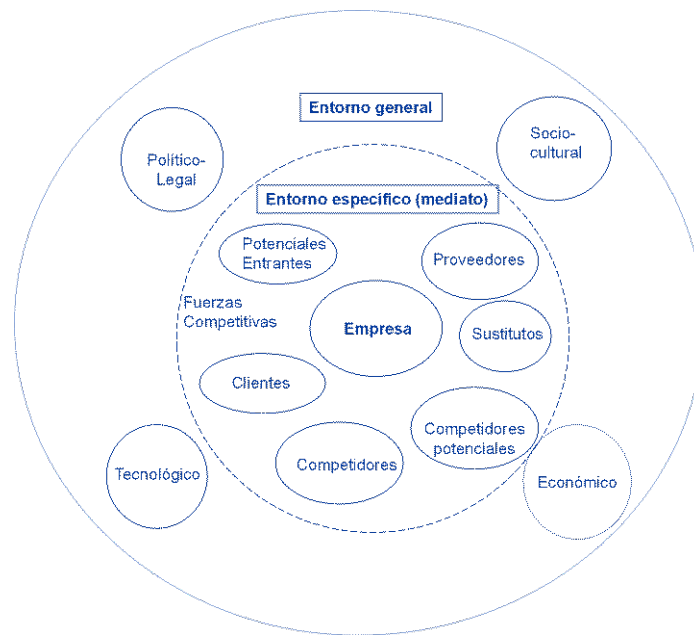 Entorno general
Socio-
cultural
Político-
Legal
Entorno específico (mediato)
Potenciales
Entrantes
Proveedores
Fuerzas
Competitivas
Empresa
Sustitutos
Clientes
Competidores
potenciales
Competidores
Tecnológico
Económico